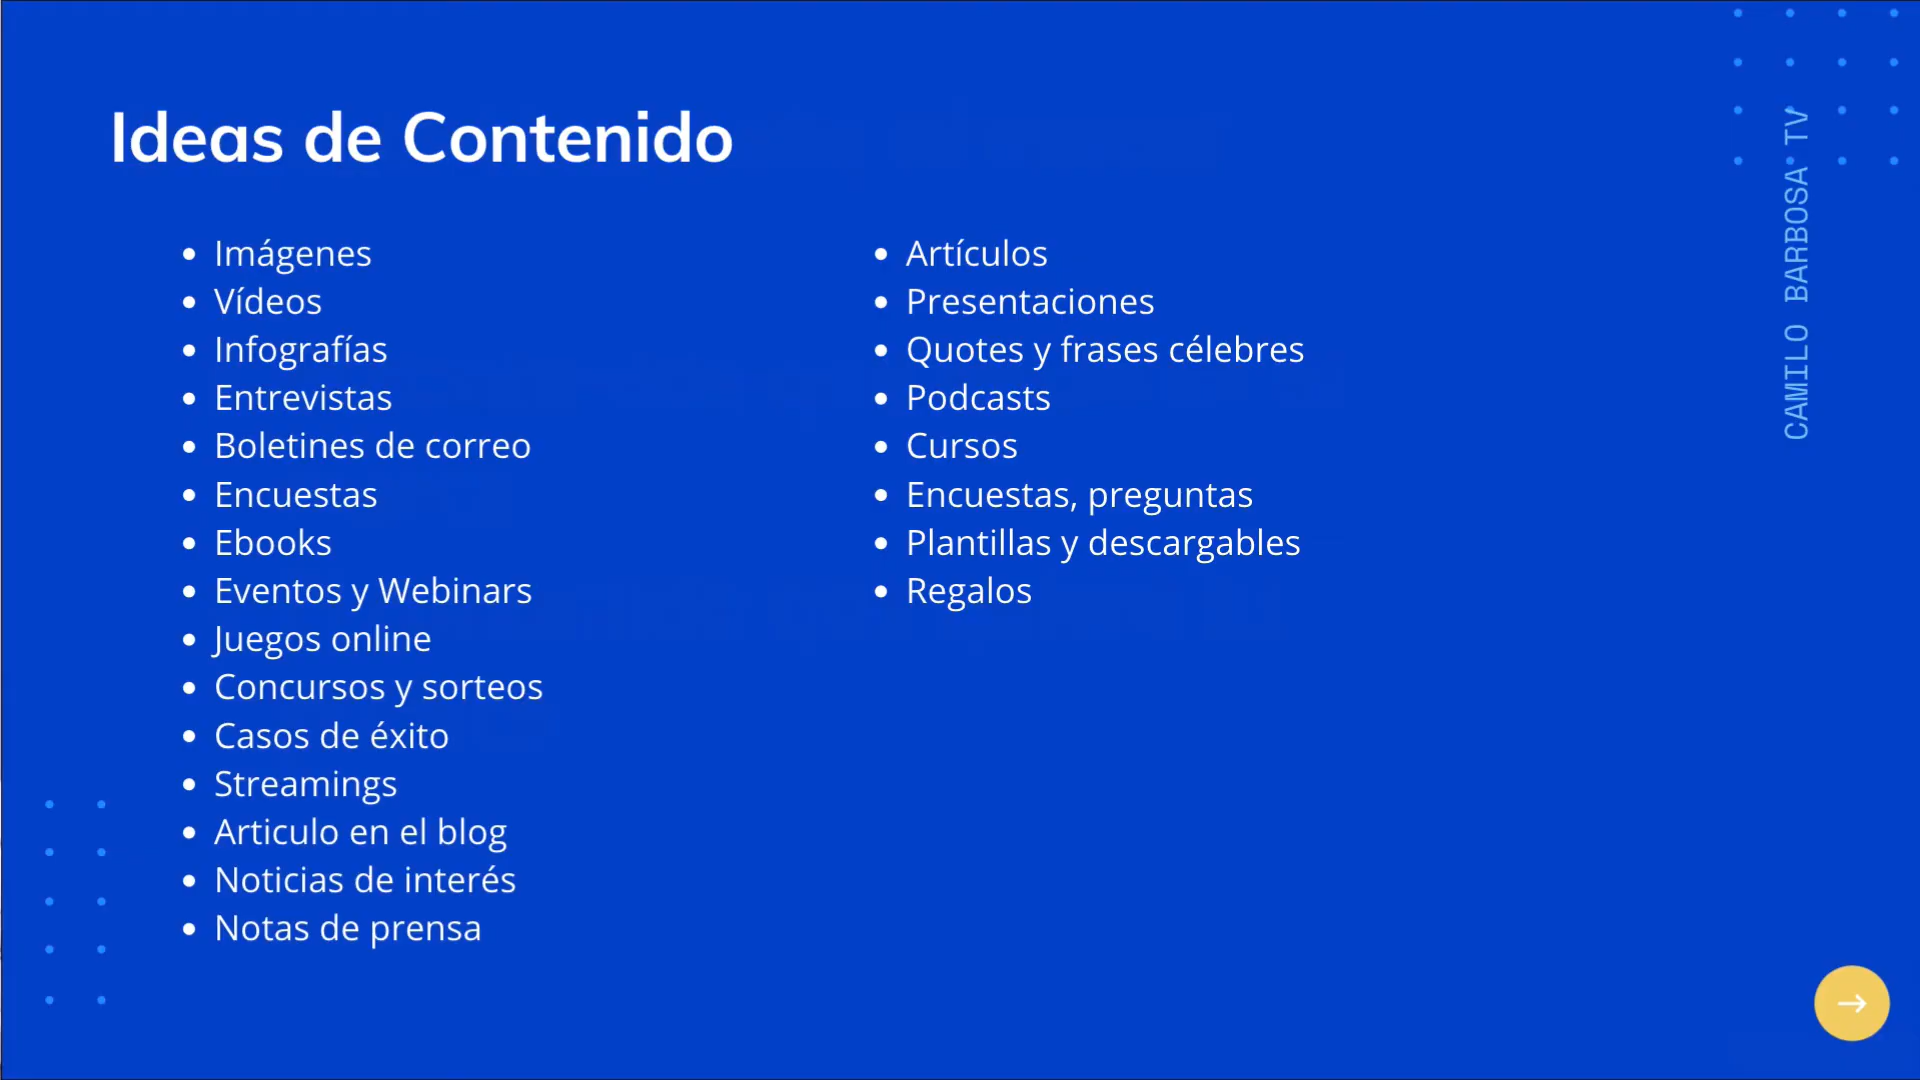 Ideas de Contenido
Imágenes
Vídeos
Infografías
Entrevistas
Boletines de correo
Encuestas
Ebooks
Eventos y Webinars
Juegos online
Concursos y sorteos
Casos de éxito
Streamings
Articulo en el blog
Noticias de interés
Notas de prensa
Artículos
Presentaciones
Quotes y frases célebres
Podcasts
Cursos
Encuestas, preguntas
Plantillas y descargables
Regalos
CAMILO BARBOSA TV